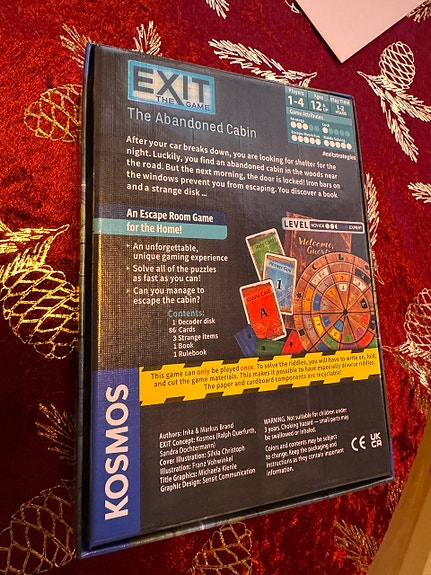 EXIT
THE GAME
The Abandoned Cabin
Players
1-4
Ages
12 & UP
Play Time
1-2 HOURS
Game Attributes
After your car breaks down, you are looking for shelter for the
night. Luckily, you find an abandoned cabin in the woods near
the road. But the next morning, the door is locked! Iron bars on
the windows prevent you from escaping. You discover a book
and a strange disk ...
An Escape Room Game
for the Home!
• An unforgettable,
unique gaming experience
• Solve all of the puzzles
as fast as you can!
• Can you manage to
escape the cabin?
Contents:
1 Decoder disk
86 Cards
3 Strange items
1 Book
1 Rulebook
LEVEL NOVICE EXPERT
Welcome,
Guest
1
A
This game can only be played once. To solve the riddles, you will have to write on, fold,
and cut the game materials. This makes it possible to have especially diverse riddles.
The paper and cardboard components are recyclable!
KOSMOS
Authors: Inka & Markus Brand
EXIT Concept: Kosmos (Ralph Querfurth,
Sandra Dochtermann)
Cover Illustration: Silvia Christoph
Illustration: Franz Vohwinkel
Title Graphics: Michaela Kienle
Graphic Design: Sensit Communication
WARNING. Not suitable for children under
3 years. Choking hazard — small parts may
be swallowed or inhaled.
Colors and contents may be subject
to change. Keep the packaging and
instructions as they contain important
information.
CE
UK
CA